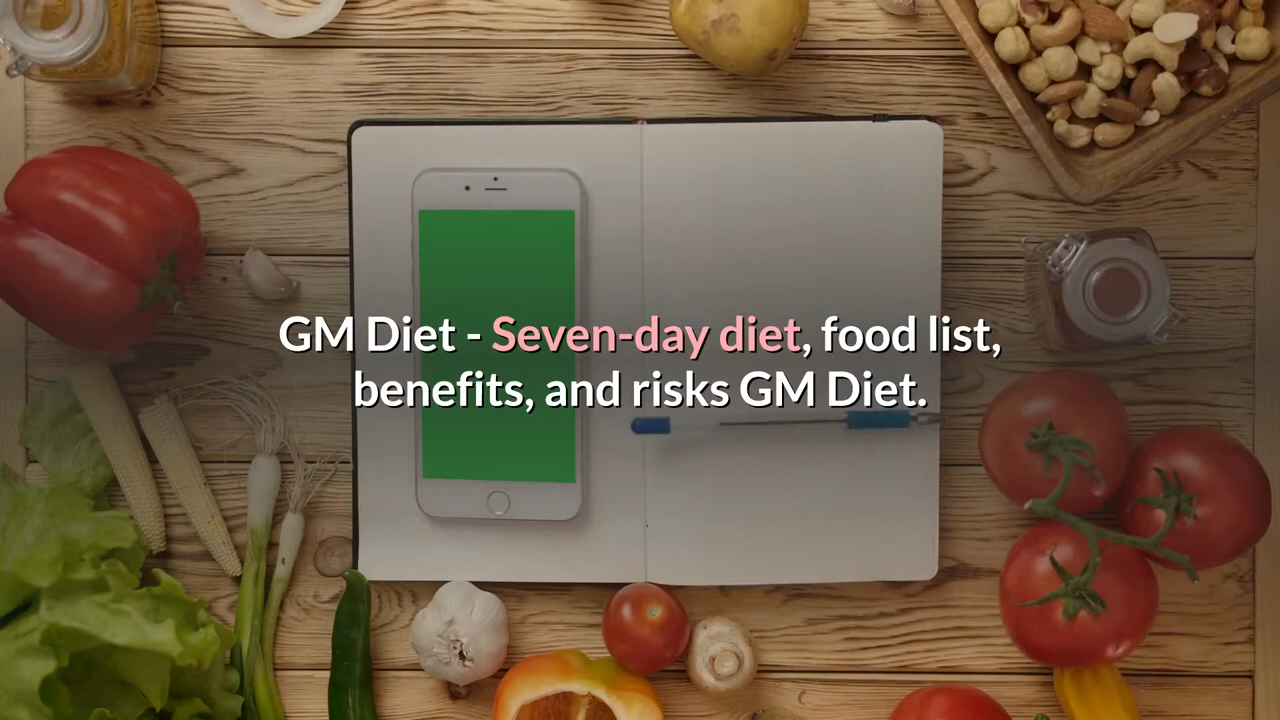 GM Diet - Seven-day diet, food list,
benefits, and risks GM Diet.